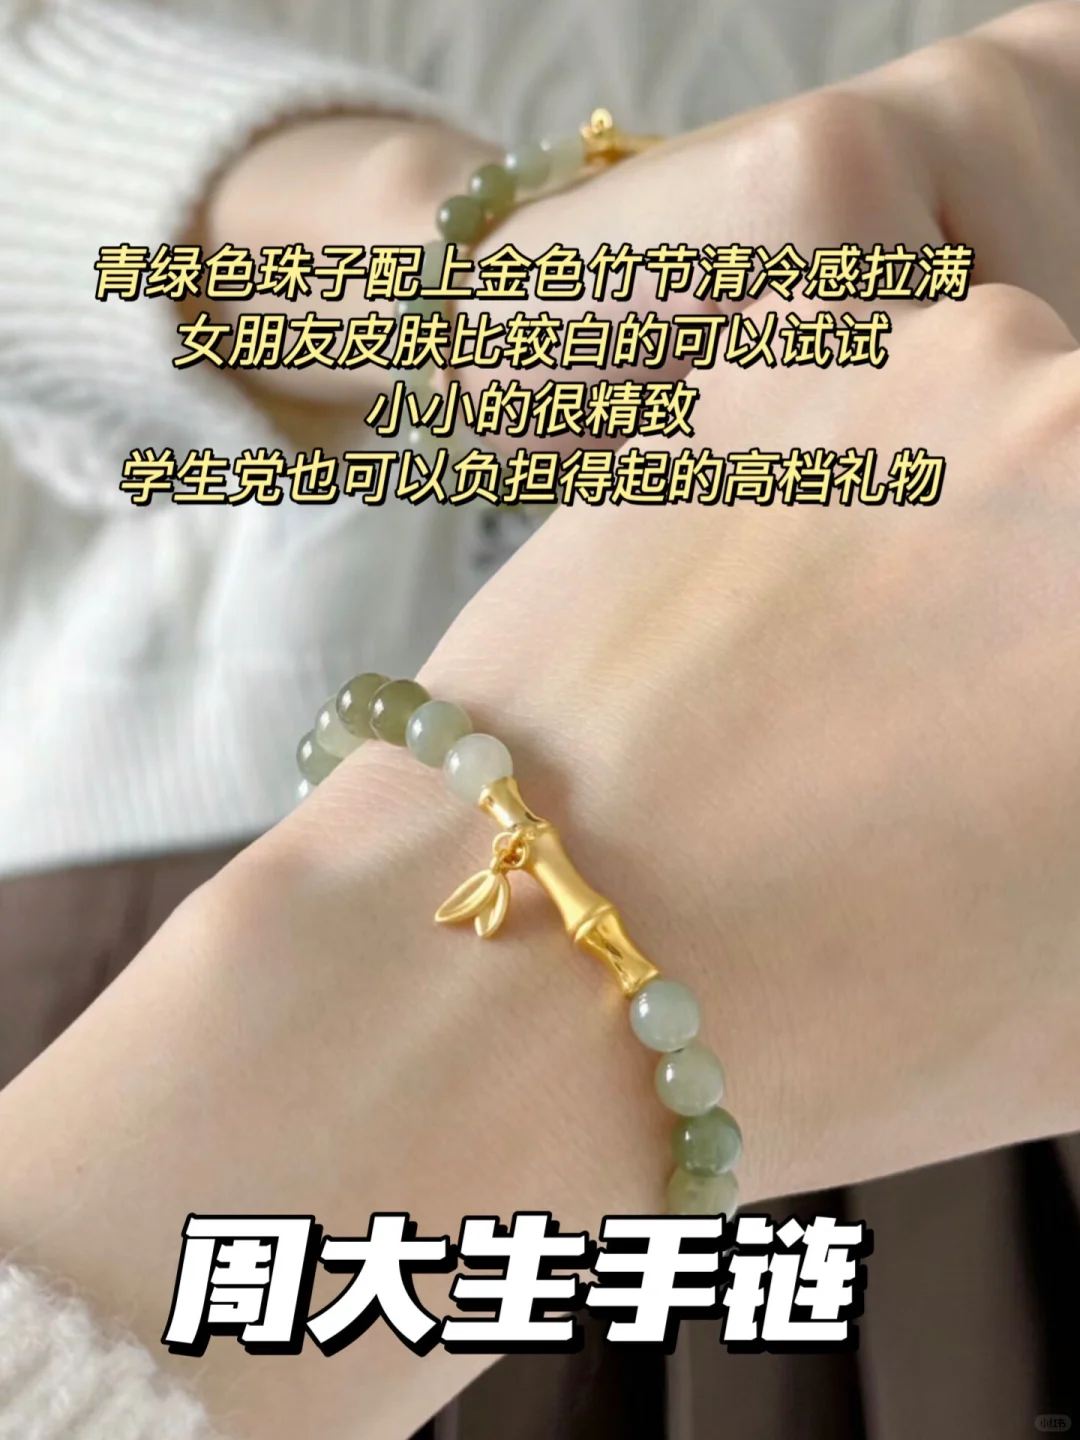 青绿色珠子配上金色竹节清冷感拉满
女朋友皮肤比较白的可以试试
小小的很精致
学生党也可以负担得起的高档礼物
周大生手链